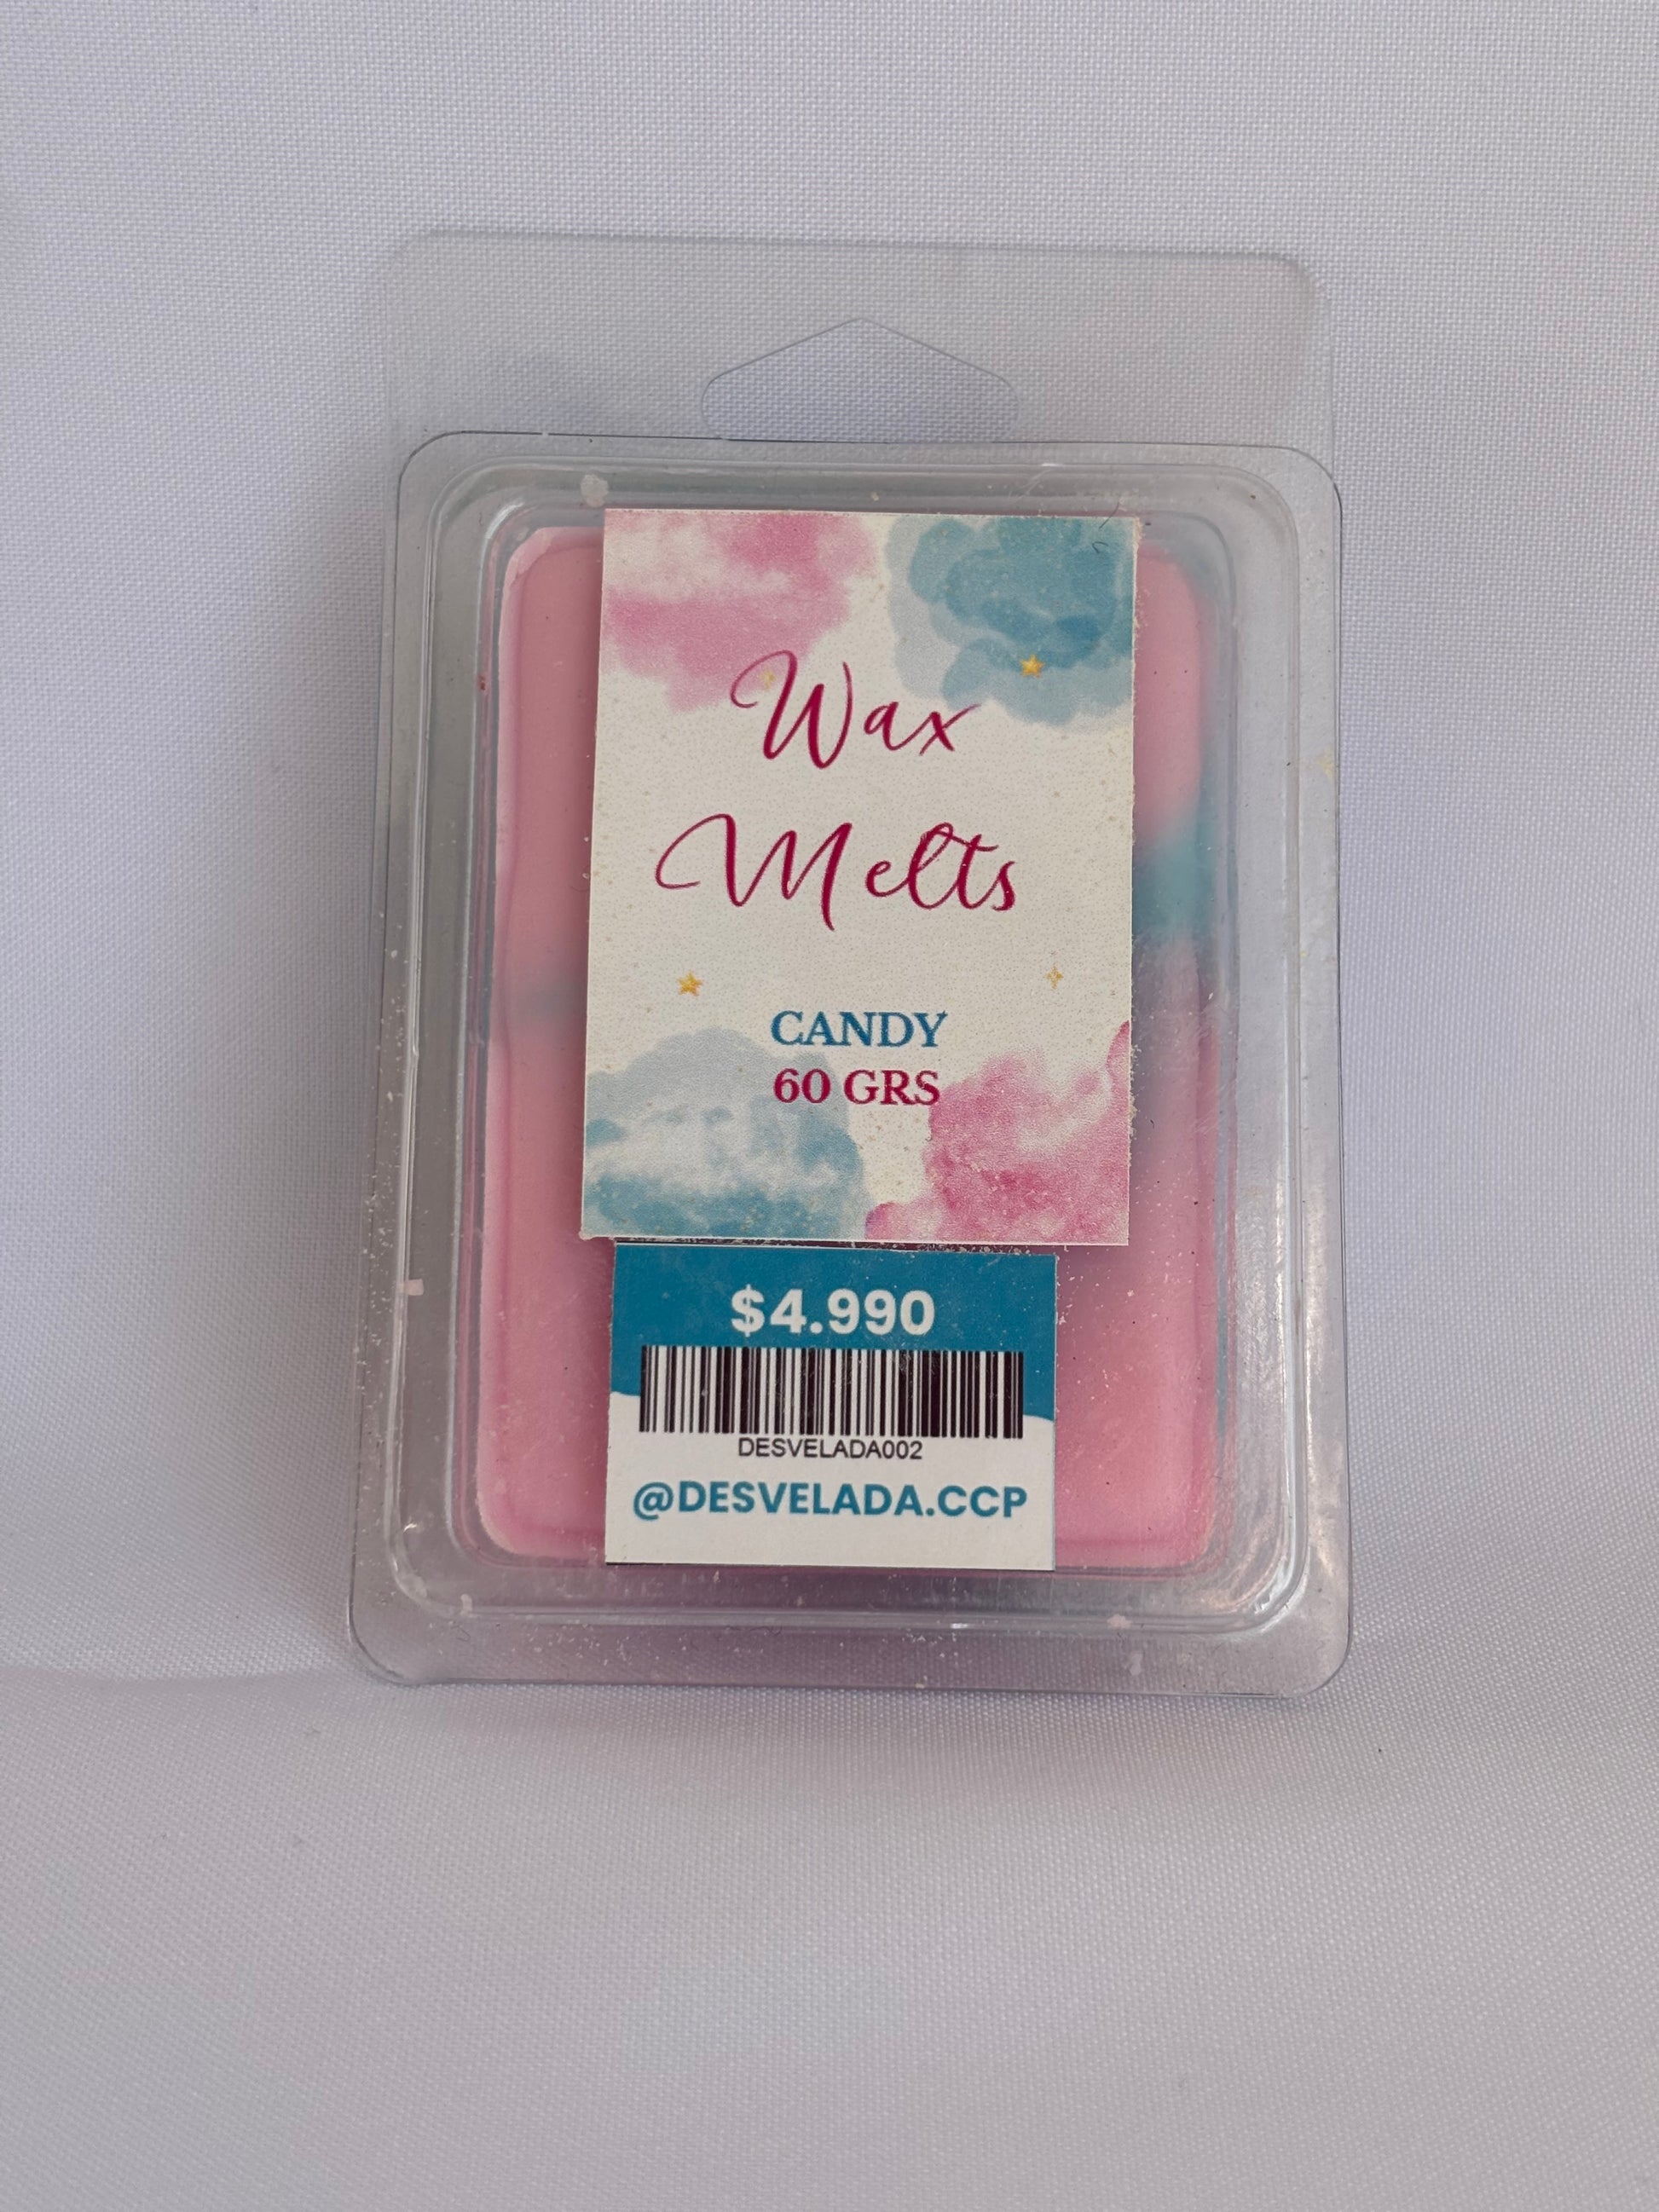 Wax
Melts
CANDY
60 GRS
$4.990
DESVELADA002
@DESVELADA.CCP